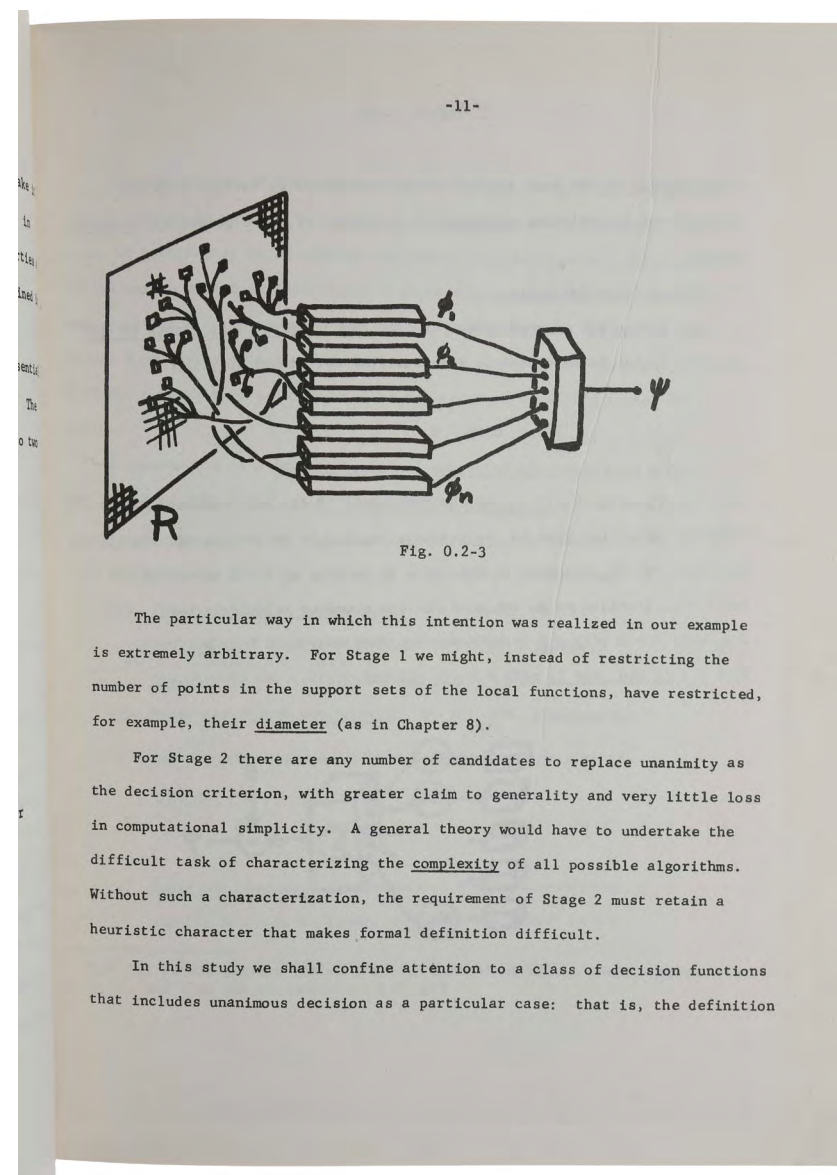 -11-
in
The
o two
φ₁
φ₂
ψ
φn
R
Fig. 0.2-3
The particular way in which this intention was realized in our example
is extremely arbitrary. For Stage 1 we might, instead of restricting the
number of points in the support sets of the local functions, have restricted,
for example, their diameter (as in Chapter 8).
For Stage 2 there are any number of candidates to replace unanimity as
the decision criterion, with greater claim to generality and very little loss
in computational simplicity. A general theory would have to undertake the
difficult task of characterizing the complexity of all possible algorithms.
Without such a characterization, the requirement of Stage 2 must retain a
heuristic character that makes formal definition difficult.
In this study we shall confine attention to a class of decision functions
that includes unanimous decision as a particular case: that is, the definition